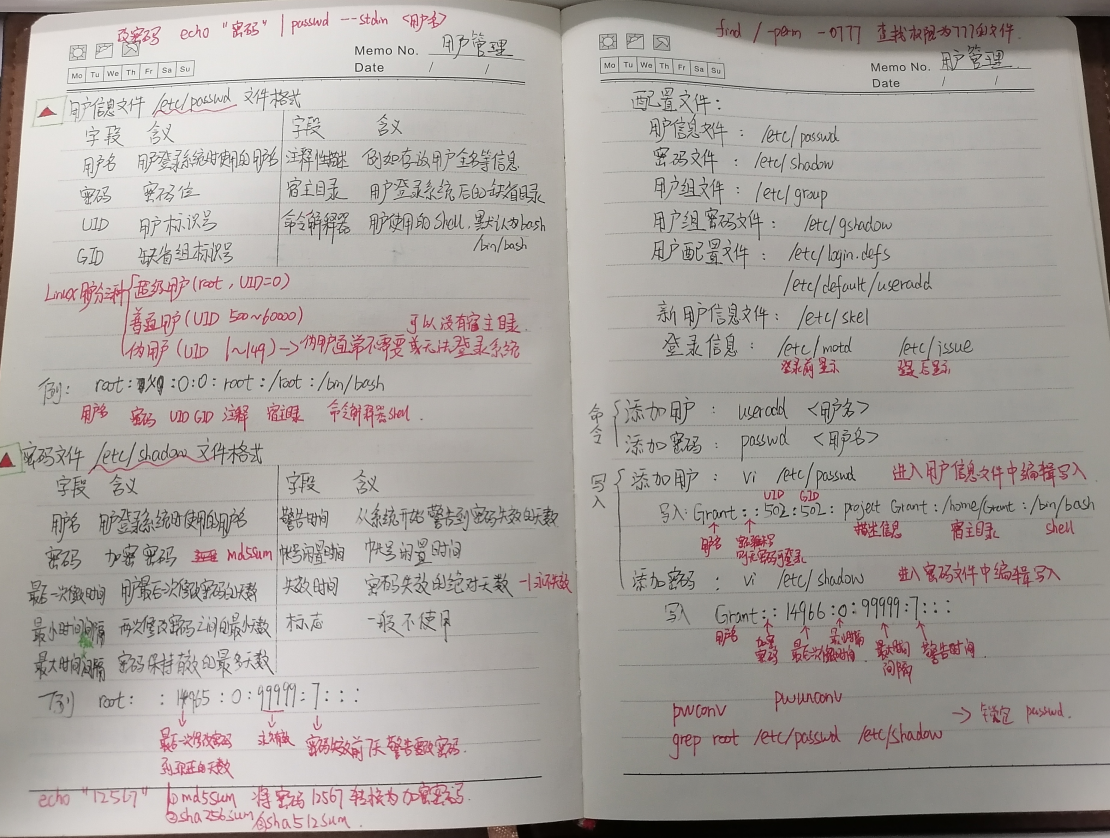 改密码 echo "密码" | passwd --stdin <用户名>
Memo No. 用户管理
Mo Tu We Th Fr Sa Su
Date / /
用户信息文件 /etc/passwd 文件格式
字段 含义 字段 含义
用户名 用户登录系统时使用的用户名 注释性描述 例如存放用户全名等信息
密码 密码位 宿主目录 用户登录系统后的缺省目录
UID 用户标识号 命令解释器 用户使用的Shell,默认为bash
/bin/bash
GID 缺省组标识号
Linux用户分三种 超级用户(root,UID=0)
普通用户(UID 500~60000) 可以没有宿主目录.
伪用户(UID 1~499)→伪用户通常不需要或无法登录系统
例: root:x:0:0:root:/root:/bin/bash
用户名 密码 UID GID 注释 宿主目录 命令解释器shell.
密码文件 /etc/shadow 文件格式
字段 含义 字段 含义
用户名 用户登录系统时使用的用户名 警告时间 从系统开始警告到密码失效的天数
密码 加密密码 md5sum 帐号闲置时间 帐号闲置时间
最后一次修改时间 用户最后一次修改密码的天数 失效时间 密码失效的绝对天数 -1永不失效
最小时间间隔 两次修改密码之间的最小天数 标志 一般不使用
最大时间间隔 密码保持有效的最多天数
例 root: :14965:0:99999:7:::
最后一次修改密码 永久有效 密码失效前7天警告更改密码.
到现在的天数
echo "12567" |①md5sum 将密码12567转换为加密密码.
②sha256sum ③sha512sum.
find / -perm -0777 查找权限为777的文件.
Mo Tu We Th Fr Sa Su
Memo No. 用户管理
Date / /
配置文件:
用户信息文件: /etc/passwd
密码文件: /etc/shadow
用户组文件: /etc/group
用户组密码文件: /etc/gshadow
用户配置文件: /etc/login.defs
/etc/default/useradd
新用户信息文件: /etc/skel
登录信息: /etc/motd /etc/issue
登录前显示 登录后显示
命令
添加用户: useradd <用户名>
添加密码: passwd <用户名>
写入
添加用户: vi /etc/passwd 进入用户信息文件中编辑写入
UID GID
写入:Grant::502:502:project Grant:/home/Grant:/bin/bash
用户名 描述信息 宿主目录 shell
添加密码: vi /etc/shadow 进入密码文件中编辑写入
写入 Grant::14966:0:99999:7:::
用户名 加密密码 最后一次修改时间 最小时间间隔 最大时间间隔 警告时间
pwconv pwunconv
grep root /etc/passwd /etc/shadow